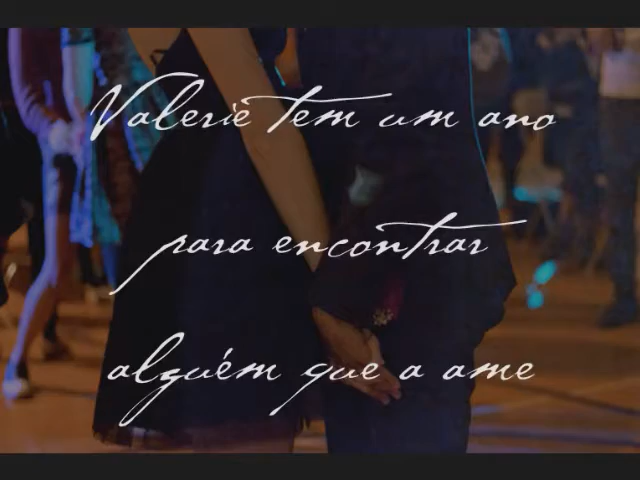 Valerie tem um ano
para encontrar
alguém que a ame